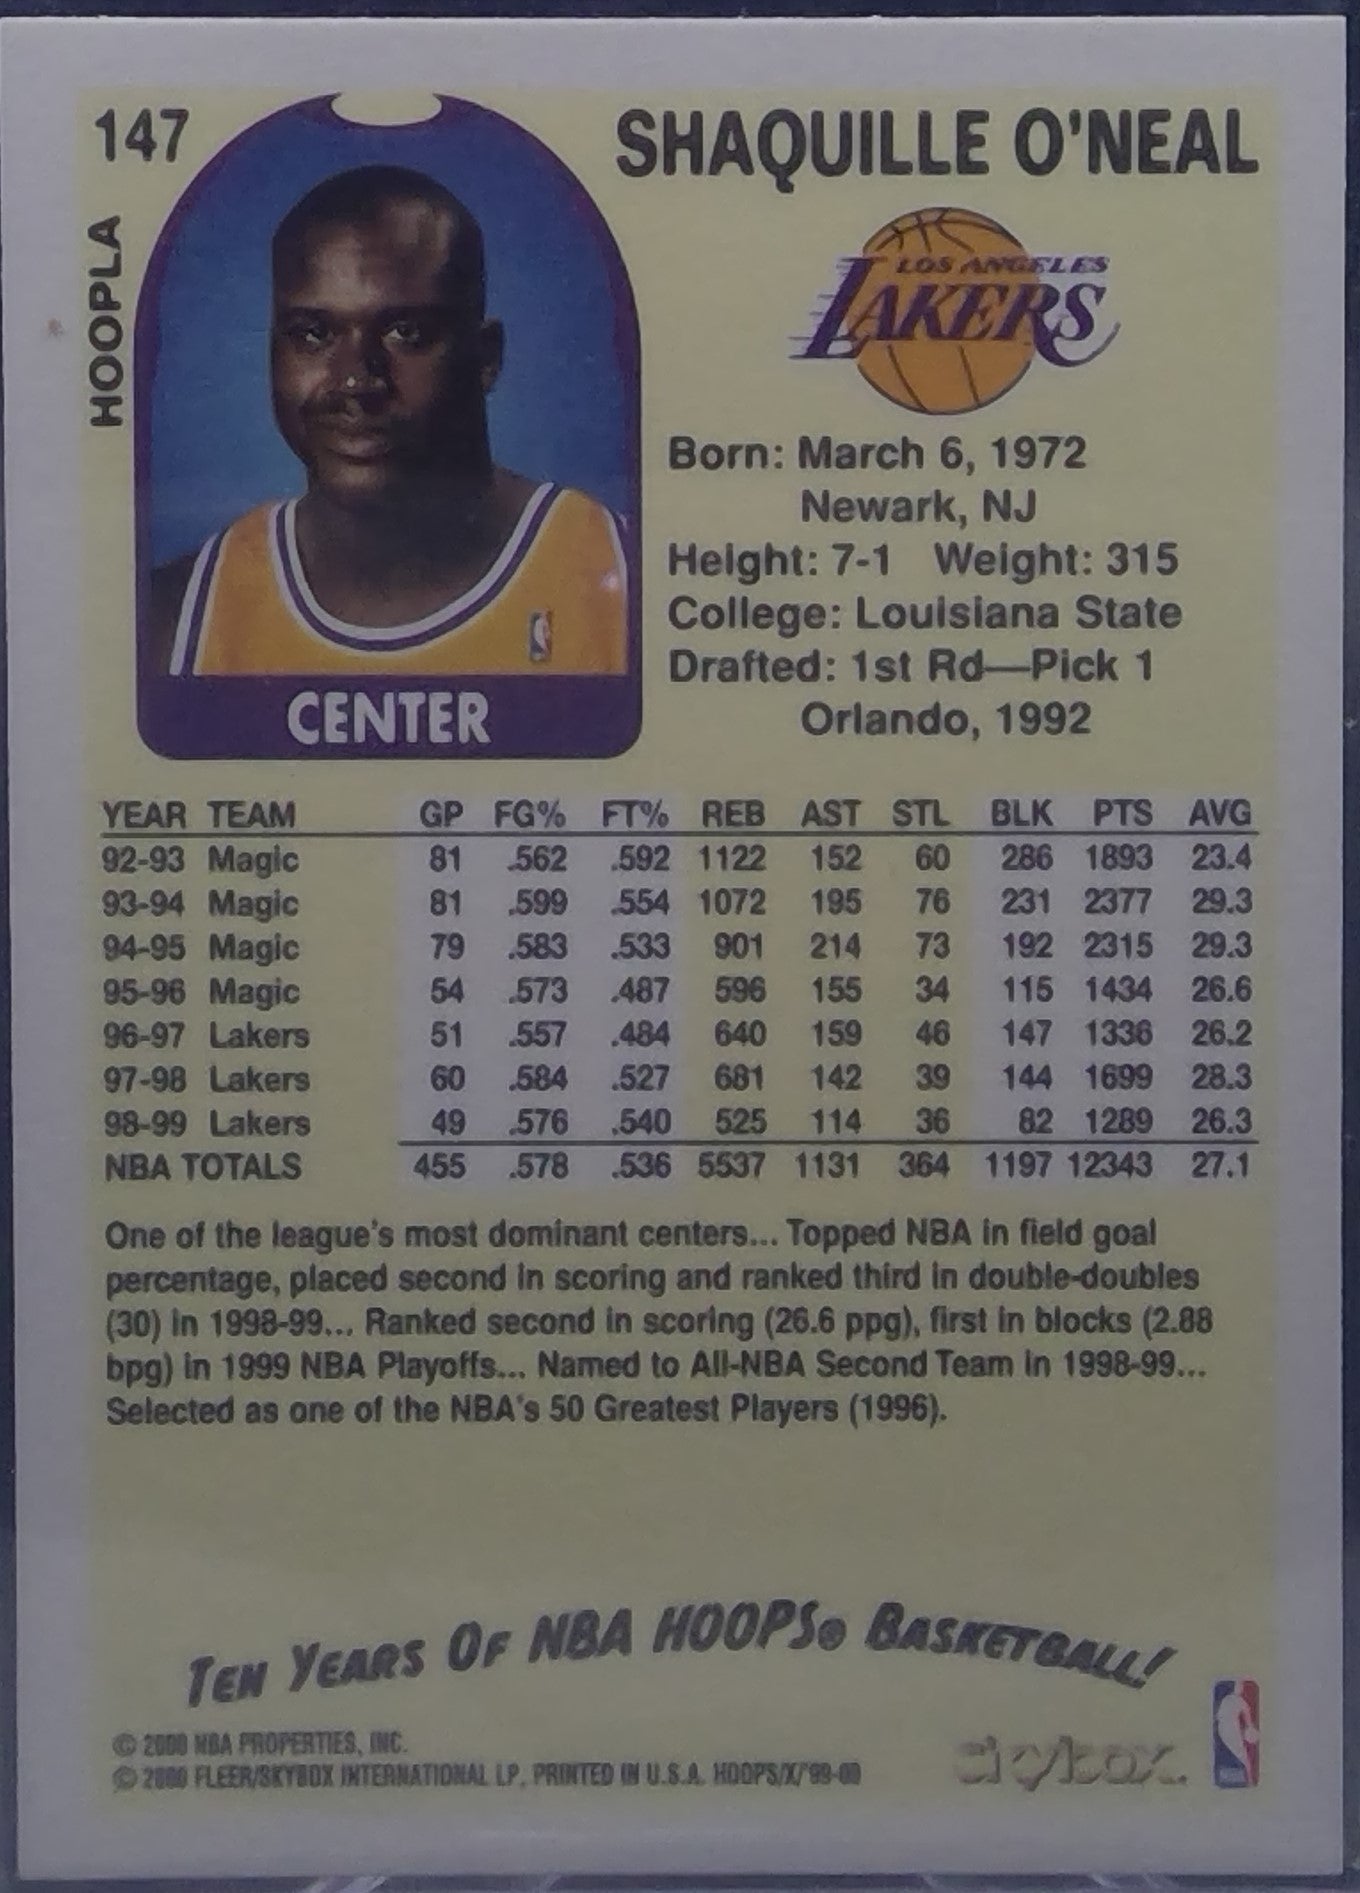 147
HOOPLA
SHAQUILLE O'NEAL
LOS ANGELES
LAKERS
Born: March 6, 1972
Newark, NJ
Height: 7-1 Weight: 315
College: Louisiana State
Drafted: 1st Rd—Pick 1
Orlando, 1992
CENTER
YEAR TEAM GP FG% FT% REB AST STL BLK PTS AVG
92-93 Magic 81 .562 .592 1122 152 60 286 1893 23.4
93-94 Magic 81 .599 .554 1072 195 76 231 2377 29.3
94-95 Magic 79 .583 .533 901 214 73 192 2315 29.3
95-96 Magic 54 .573 .487 596 155 34 115 1434 26.6
96-97 Lakers 51 .557 .484 640 159 46 147 1336 26.2
97-98 Lakers 60 .584 .527 681 142 39 144 1699 28.3
98-99 Lakers 49 .576 .540 525 114 36 82 1289 26.3
NBA TOTALS 455 .578 .536 5537 1131 364 1197 12343 27.1
One of the league's most dominant centers... Topped NBA in field goal
percentage, placed second in scoring and ranked third in double-doubles
(30) in 1998-99... Ranked second in scoring (26.6 ppg), first in blocks (2.88
bpg) in 1999 NBA Playoffs... Named to All-NBA Second Team in 1998-99...
Selected as one of the NBA's 50 Greatest Players (1996).
TEN YEARS OF NBA HOOPS® BASKETBALL!
© 2000 NBA PROPERTIES, INC.
© 2000 FLEER/SKYBOX INTERNATIONAL LP. PRINTED IN U.S.A. HOOPS/X/'99-00
skybox